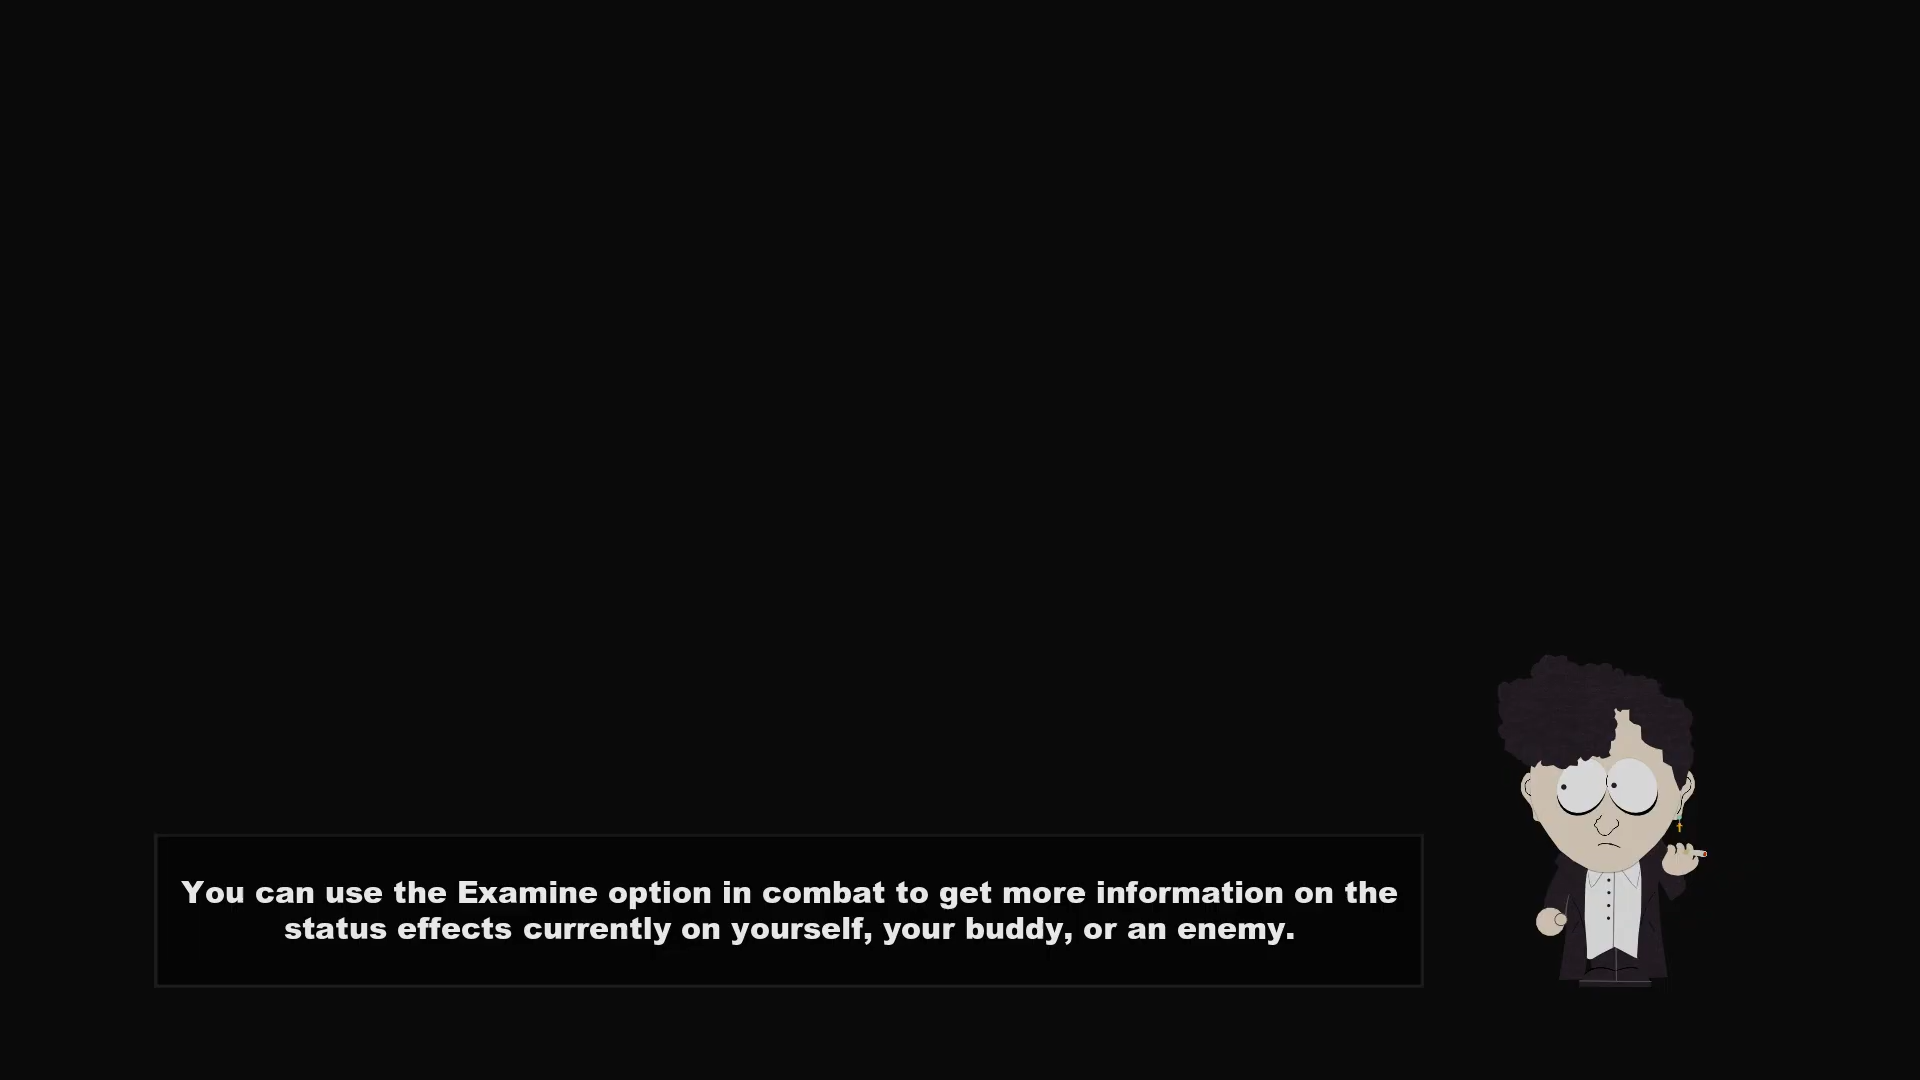 You can use the Examine option in combat to get more information on the
status effects currently on yourself, your buddy, or an enemy.